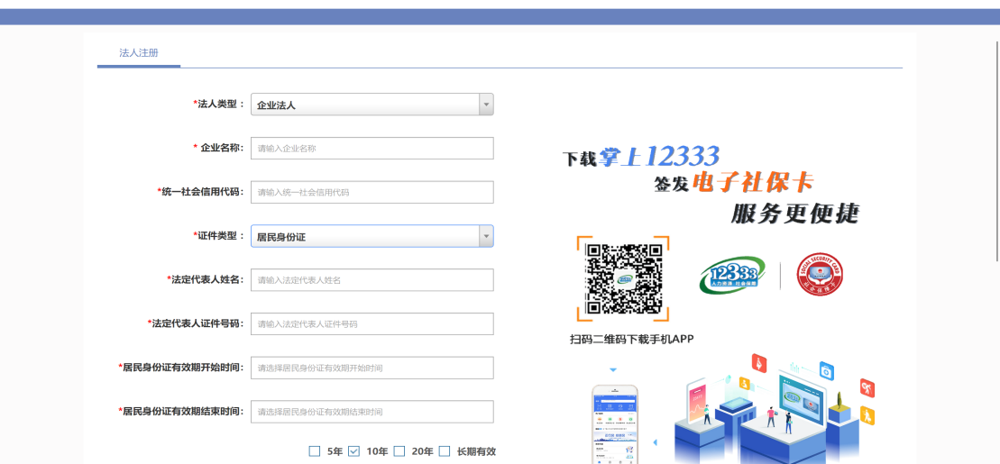 法人注册
*法人类型：
企业法人
* 企业名称:
请输入企业名称
*统一社会信用代码:
请输入统一社会信用代码
*证件类型：
居民身份证
*法定代表人姓名:
请输入法定代表人姓名
*法定代表人证件号码:
请输入法定代表人证件号码
*居民身份证有效期开始时间:
请选择居民身份证有效期开始时间
*居民身份证有效期结束时间:
请选择居民身份证有效期结束时间
5年 10年 20年 长期有效
下载掌上12333
签发电子社保卡
服务更便捷
12333
人力资源 社会保障
SOCIAL SECURITY CARD
社会保障卡
扫码二维码下载手机APP